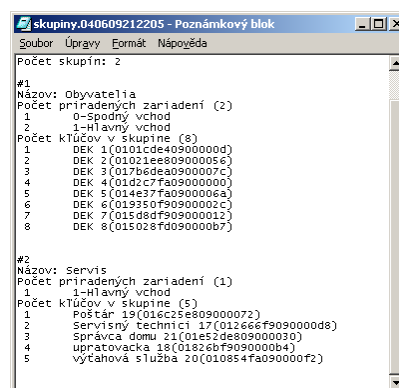 skupiny.040609212205 - Poznámkový blok
Soubor Úpravy Formát Nápověda
Počet skupín: 2
#1
Názov: Obyvatelia
Počet priradených zariadení (2)
1 0-Spodný vchod
2 1-Hlavný vchod
Počet kľúčov v skupine (8)
1 DEK 1(0101cde40900000d)
2 DEK 2(01021ee809000056)
3 DEK 3(017b6dea0900007c)
4 DEK 4(01d2c7fa09000000)
5 DEK 5(014e37fa0900006a)
6 DEK 6(019350f90900002c)
7 DEK 7(015d8df909000012)
8 DEK 8(015028fd090000b7)
#2
Názov: Servis
Počet priradených zariadení (1)
1 1-Hlavný vchod
Počet kľúčov v skupine (5)
1 Poštár 19(016c25e809000072)
2 Servisný technici 17(012666f9090000d8)
3 Správca domu 21(01e52de809000030)
4 upratovacka 18(01826bf9090000b4)
5 výťahová služba 20(010854fa090000f2)